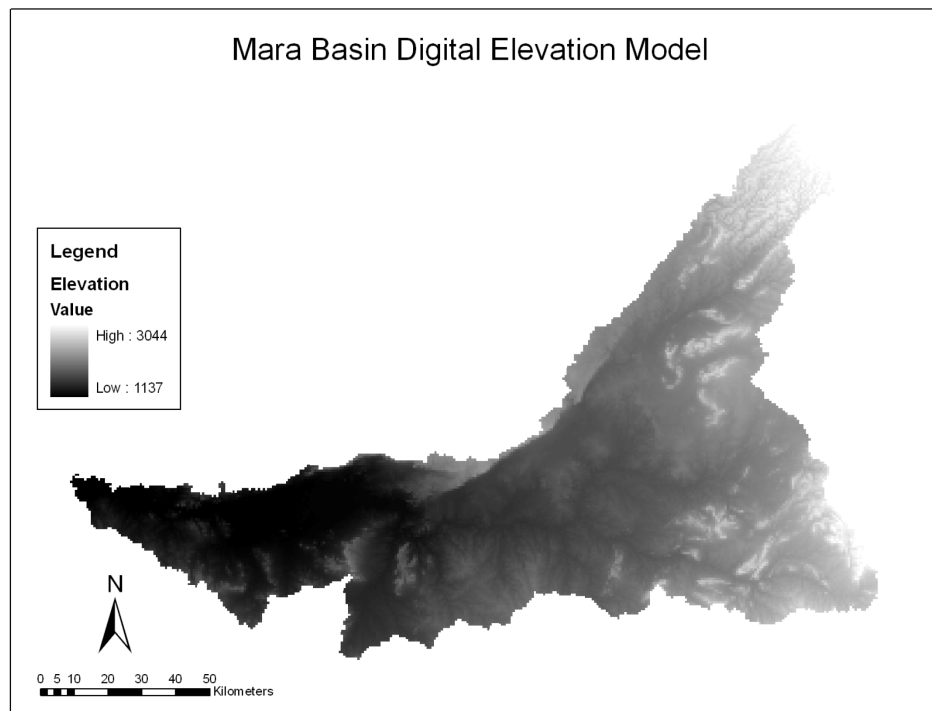 Mara Basin Digital Elevation Model
Legend
Elevation
Value
High : 3044
Low : 1137
N
0 5 10 20 30 40 50
Kilometers